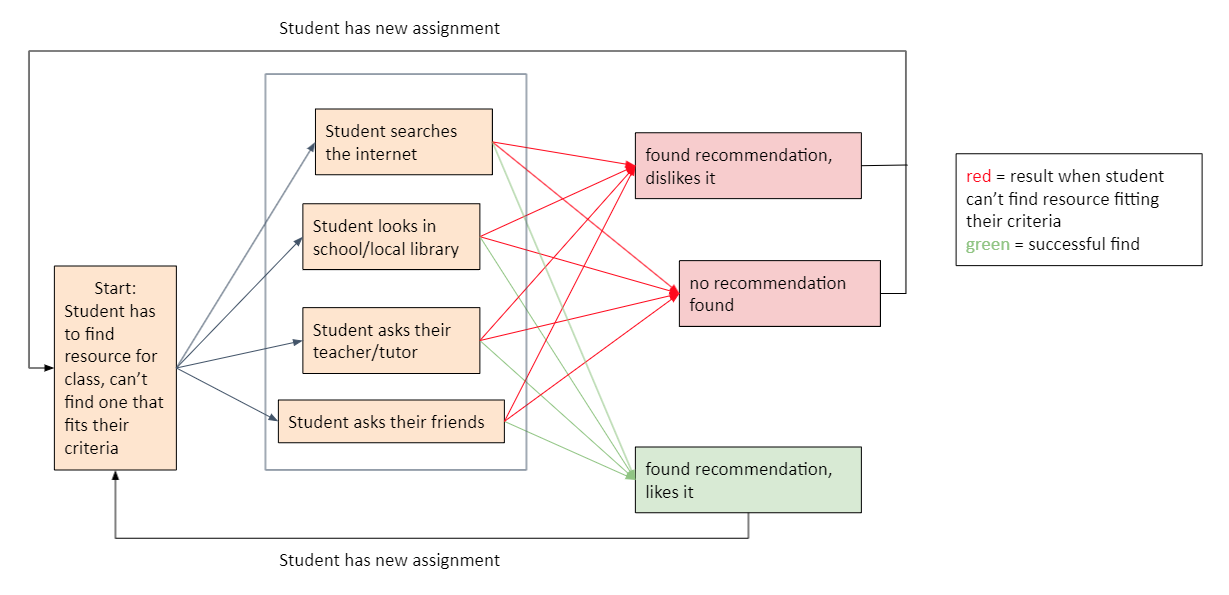 Student has new assignment
Student searches
the internet
found recommendation,
dislikes it
red = result when student
can't find resource fitting
their criteria
green = successful find
Student looks in
school/local library
Start:
Student has
to find
resource for
class, can't
find one that
fits their
criteria
no recommendation
found
Student asks their
teacher/tutor
Student asks their friends
found recommendation,
likes it
Student has new assignment